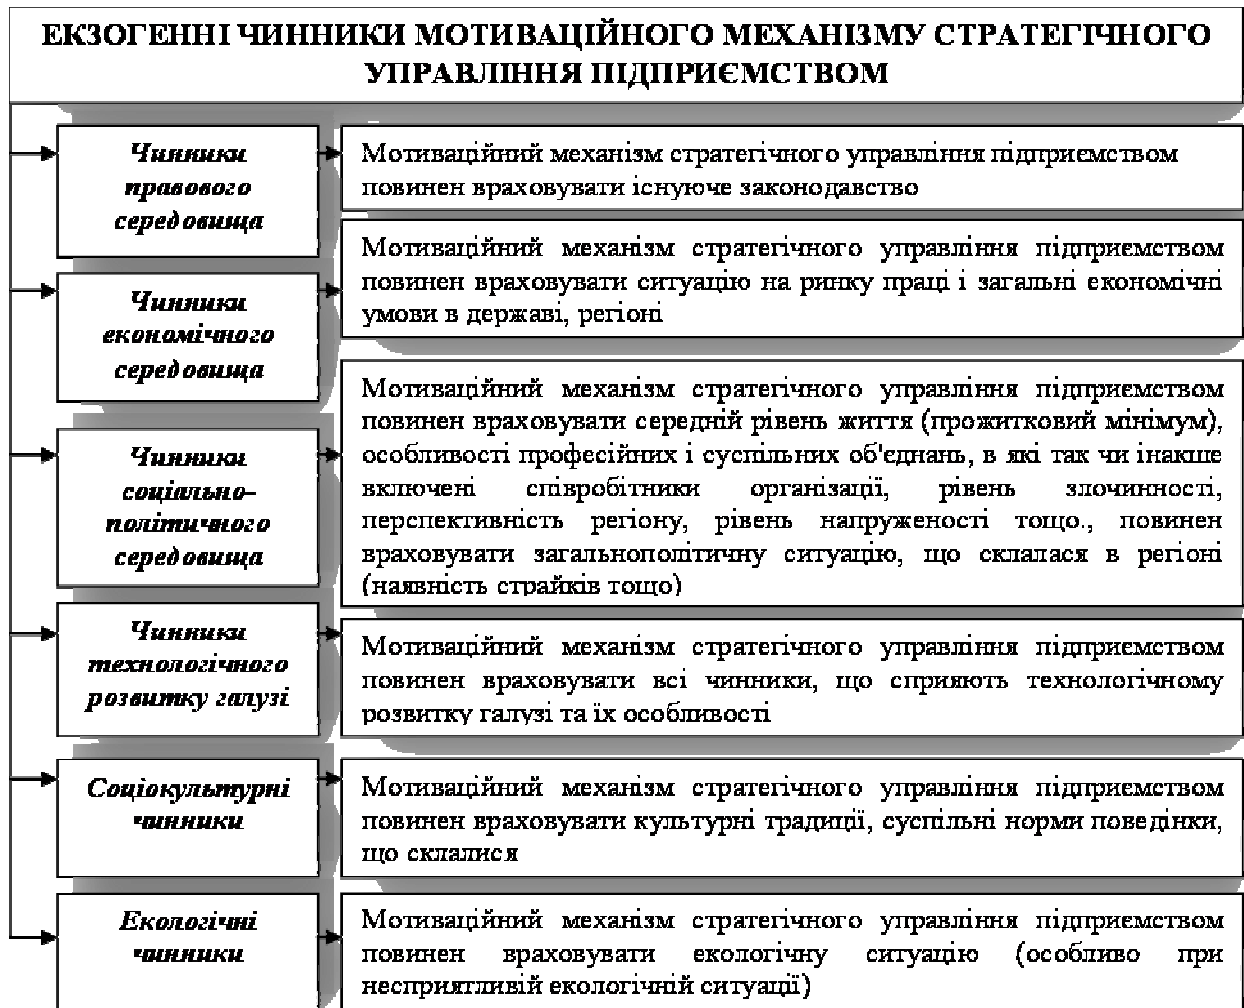 ЕКЗОГЕННІ ЧИННИКИ МОТИВАЦІЙНОГО МЕХАНІЗМУ СТРАТЕГІЧНОГО
УПРАВЛІННЯ ПІДПРИЄМСТВОМ
Чинники
правового
середовища
Мотиваційний механізм стратегічного управління підприємством
повинен враховувати існуюче законодавство
Чинники
економічного
середовища
Мотиваційний механізм стратегічного управління підприємством
повинен враховувати ситуацію на ринку праці і загальні економічні
умови в державі, регіоні
Чинники
соціально–
політичного
середовища
Мотиваційний механізм стратегічного управління підприємством
повинен враховувати середній рівень життя (прожитковий мінімум),
особливості професійних і суспільних об'єднань, в які так чи інакше
включені співробітники організації, рівень злочинності,
перспективність регіону, рівень напруженості тощо., повинен
враховувати загальнополітичну ситуацію, що склалася в регіоні
(наявність страйків тощо)
Чинники
технологічного
розвитку галузі
Мотиваційний механізм стратегічного управління підприємством
повинен враховувати всі чинники, що сприяють технологічному
розвитку галузі та їх особливості
Соціокультурні
чинники
Мотиваційний механізм стратегічного управління підприємством
повинен враховувати культурні традиції, суспільні норми поведінки,
що склалися
Екологічні
чинники
Мотиваційний механізм стратегічного управління підприємством
повинен враховувати екологічну ситуацію (особливо при
несприятливій екологічній ситуації)